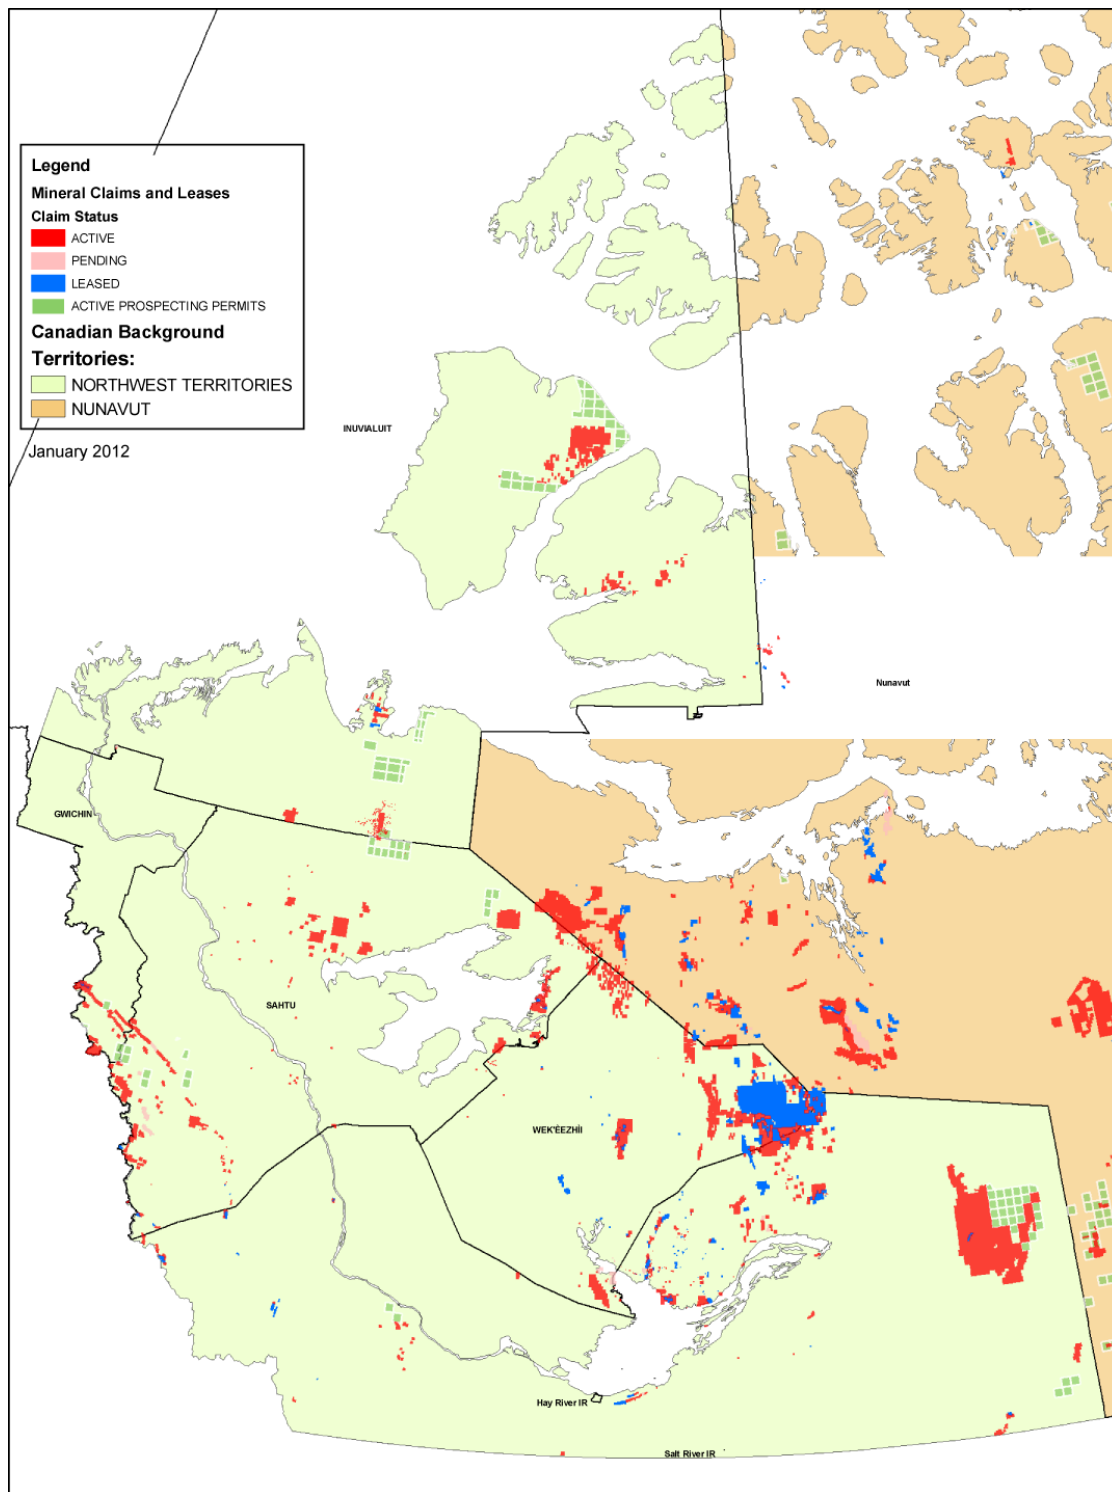 Legend
Mineral Claims and Leases
Claim Status
ACTIVE
PENDING
LEASED
ACTIVE PROSPECTING PERMITS
Canadian Background
Territories:
NORTHWEST TERRITORIES
NUNAVUT
January 2012
INUVIALUIT
Nunavut
GWICHIN
SAHTU
WEK'ÈEZHÌI
Hay River IR
Salt River IR